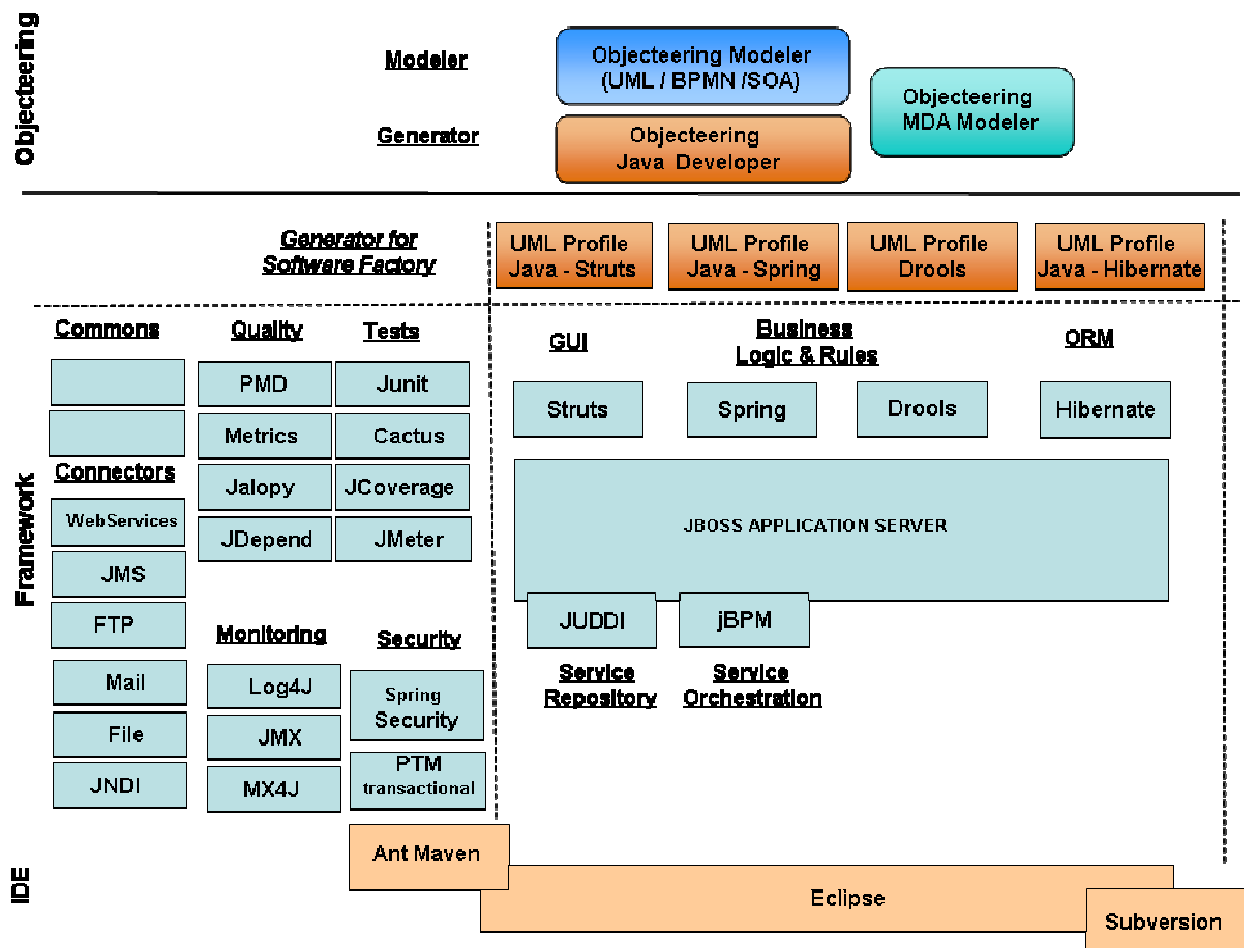 Objecteering
Modeler
Objecteering Modeler
(UML / BPMN /SOA)
Generator
Objecteering
Java Developer
Objecteering
MDA Modeler
Generator for
Software Factory
UML Profile
Java - Struts
UML Profile
Java - Spring
UML Profile
Drools
UML Profile
Java - Hibernate
Framework
Commons
Connectors
WebServices
JMS
FTP
Mail
File
JNDI
Quality
PMD
Metrics
Jalopy
JDepend
Tests
Junit
Cactus
JCoverage
JMeter
Monitoring
Log4J
JMX
MX4J
Security
Spring
Security
PTM
transactional
GUI
Struts
Business
Logic & Rules
Spring
Drools
ORM
Hibernate
JBOSS APPLICATION SERVER
JUDDI
Service
Repository
jBPM
Service
Orchestration
IDE
Ant Maven
Eclipse
Subversion